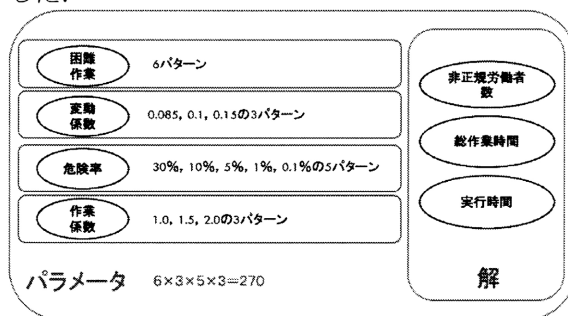 した．
困難
作業
6パターン
変動
係数
0.085, 0.1, 0.15の3パターン
危険率
30%, 10%, 5%, 1%, 0.1%の5パターン
作業
係数
1.0, 1.5, 2.0の3パターン
パラメータ 6×3×5×3=270
非正規労働者
数
総作業時間
実行時間
解